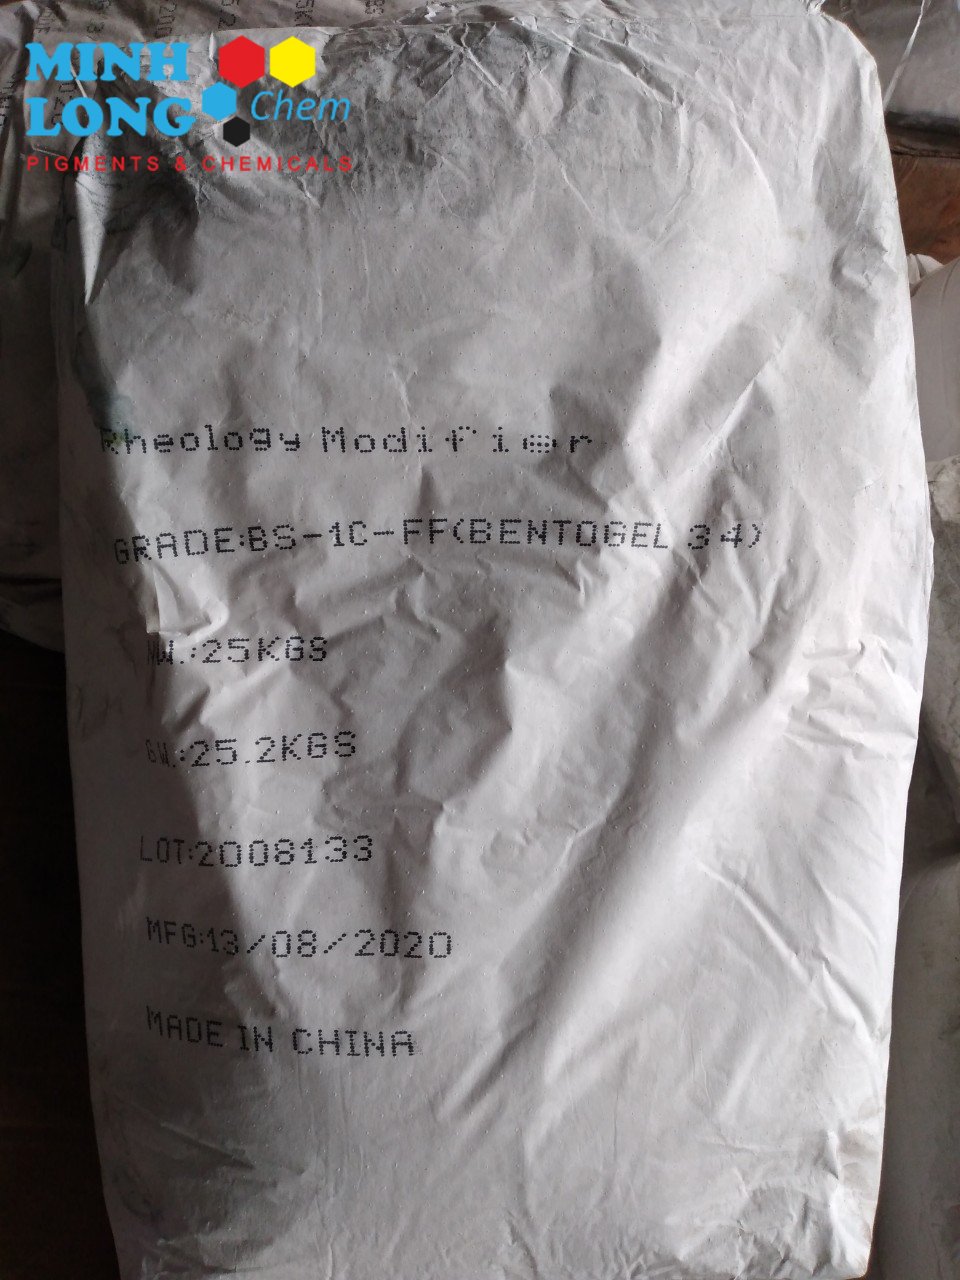 MINH
LONG Chem
PIGMENTS & CHEMICALS
Rheology Modifier
GRADE:BS-1C-FF(BENTOGEL 34)
NW.:25KGS
GW.:25.2KGS
LOT:2008133
MFG:13/08/2020
MADE IN CHINA